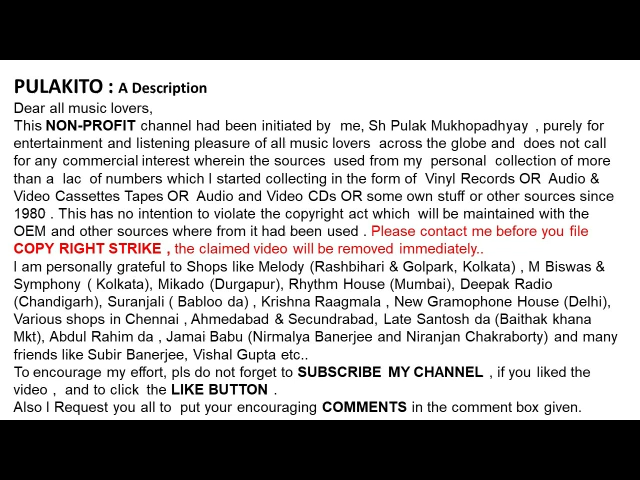 PULAKITO : A Description
Dear all music lovers,
This NON-PROFIT channel had been initiated by me, Sh Pulak Mukhopadhyay , purely for
entertainment and listening pleasure of all music lovers across the globe and does not call
for any commercial interest wherein the sources used from my personal collection of more
than a lac of numbers which I started collecting in the form of Vinyl Records OR Audio &
Video Cassettes Tapes OR Audio and Video CDs OR some own stuff or other sources since
1980 . This has no intention to violate the copyright act which will be maintained with the
OEM and other sources where from it had been used . Please contact me before you file
COPY RIGHT STRIKE , the claimed video will be removed immediately..
I am personally grateful to Shops like Melody (Rashbihari & Golpark, Kolkata) , M Biswas &
Symphony ( Kolkata), Mikado (Durgapur), Rhythm House (Mumbai), Deepak Radio
(Chandigarh), Suranjali ( Babloo da) , Krishna Raagmala , New Gramophone House (Delhi),
Various shops in Chennai , Ahmedabad & Secundrabad, Late Santosh da (Baithak khana
Mkt), Abdul Rahim da , Jamai Babu (Nirmalya Banerjee and Niranjan Chakraborty) and many
friends like Subir Banerjee, Vishal Gupta etc..
To encourage my effort, pls do not forget to SUBSCRIBE MY CHANNEL , if you liked the
video , and to click the LIKE BUTTON .
Also I Request you all to put your encouraging COMMENTS in the comment box given.